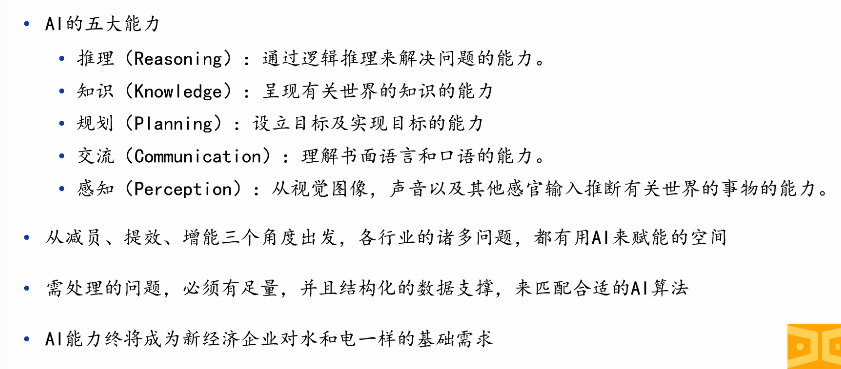 • AI的五大能力
• 推理（Reasoning）：通过逻辑推理来解决问题的能力。
• 知识（Knowledge）：呈现有关世界的知识的能力
• 规划（Planning）：设立目标及实现目标的能力
• 交流（Communication）：理解书面语言和口语的能力。
• 感知（Perception）：从视觉图像，声音以及其他感官输入推断有关世界的事物的能力。
• 从减员、提效、增能三个角度出发，各行业的诸多问题，都有用AI来赋能的空间
• 需处理的问题，必须有足量，并且结构化的数据支撑，来匹配合适的AI算法
• AI能力终将成为新经济企业对水和电一样的基础需求